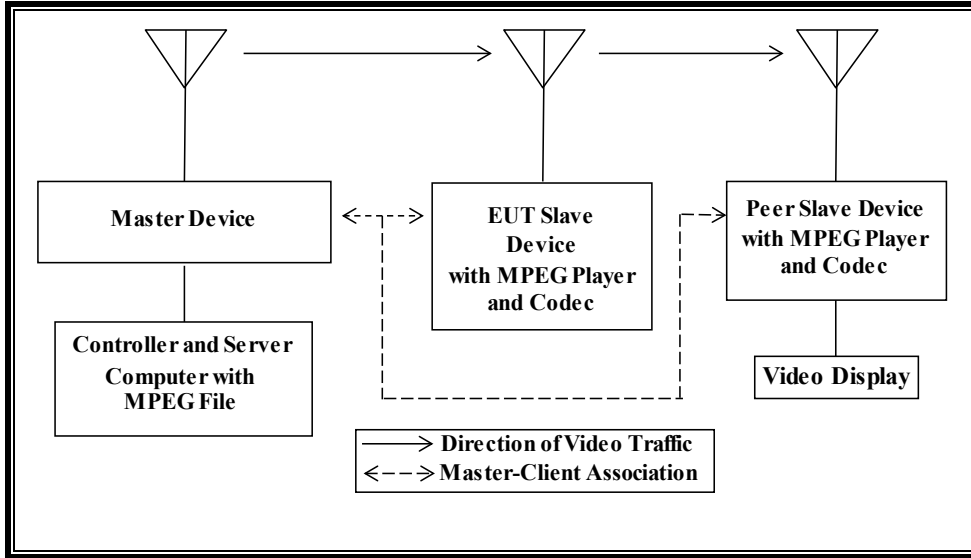 Master Device
EUT Slave
Device
with MPEG Player
and Codec
Peer Slave Device
with MPEG Player
and Codec
Controller and Server
Computer with
MPEG File
Video Display
Direction of Video Traffic
Master-Client Association